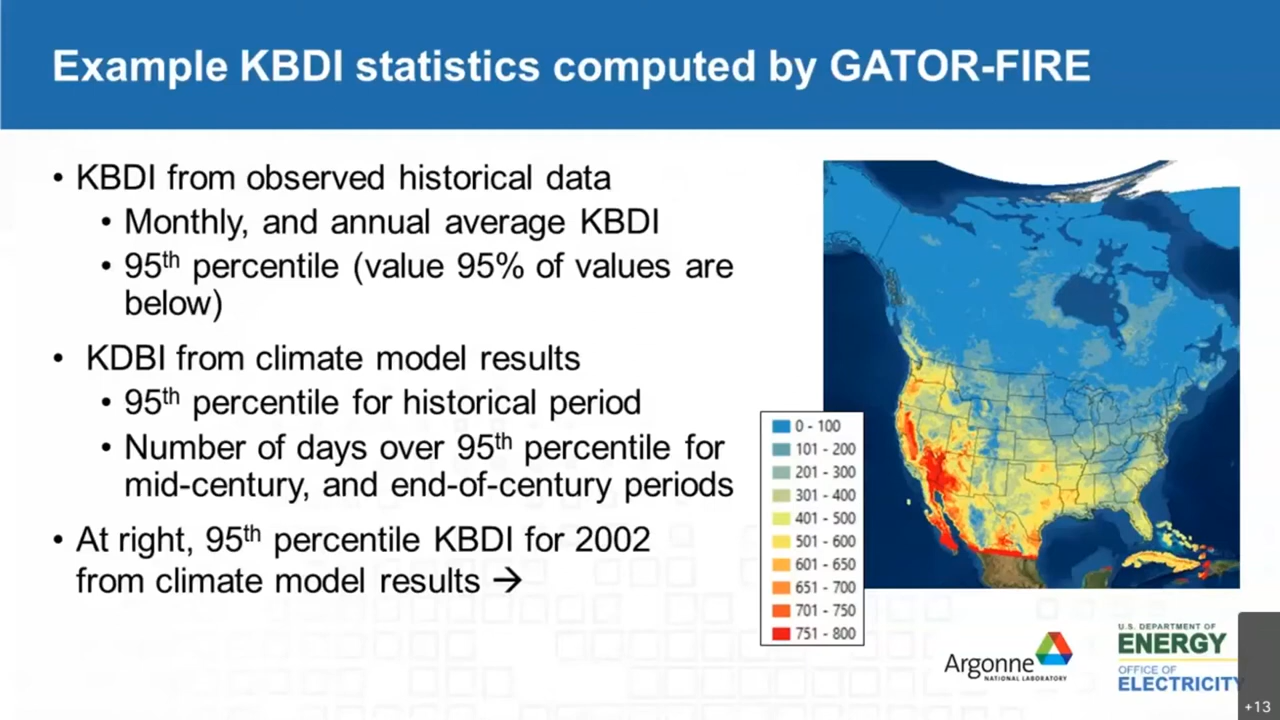 Example KBDI statistics computed by GATOR-FIRE
• KBDI from observed historical data
• Monthly, and annual average KBDI
• 95th percentile (value 95% of values are
below)
• KDBI from climate model results
• 95th percentile for historical period
• Number of days over 95th percentile for
mid-century, and end-of-century periods
• At right, 95th percentile KBDI for 2002
from climate model results →
0 - 100
101 - 200
201 - 300
301 - 400
401 - 500
501 - 600
601 - 650
651 - 700
701 - 750
751 - 800
Argonne
NATIONAL LABORATORY
U.S. DEPARTMENT OF
ENERGY
OFFICE OF
ELECTRICITY
+13